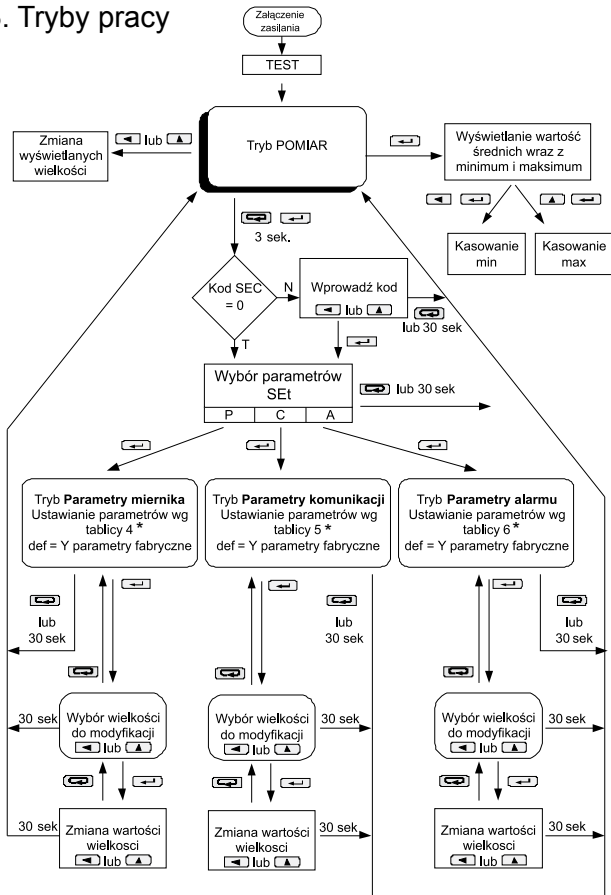 . Tryby pracy
Załączenie
zasilania
TEST
Tryb POMIAR
Zmiana
wyświetlanych
wielkości
lub
Wyświetlanie wartość
średnich wraz z
minimum i maksimum
Kasowanie
min
Kasowanie
max
3 sek.
Kod SEC
= 0
N
T
Wprowadź kod
lub
lub 30 sek
Wybór parametrów
SEt
P C A
lub 30 sek
Tryb Parametry miernika
Ustawianie parametrów wg
tablicy 4 *
def = Y parametry fabryczne
Tryb Parametry komunikacji
Ustawianie parametrów wg
tablicy 5 *
def = Y parametry fabryczne
Tryb Parametry alarmu
Ustawianie parametrów wg
tablicy 6 *
def = Y parametry fabryczne
lub
30 sek
lub
30 sek
lub
30 sek
30 sek
Wybór wielkości
do modyfikacji
lub
30 sek
Wybór wielkości
do modyfikacji
lub
30 sek
Wybór wielkości
do modyfikacji
lub
30 sek
Zmiana wartości
wielkosci
lub
30 sek
Zmiana wartości
wielkosci
lub
30 sek
Zmiana wartości
wielkosci
lub
30 sek